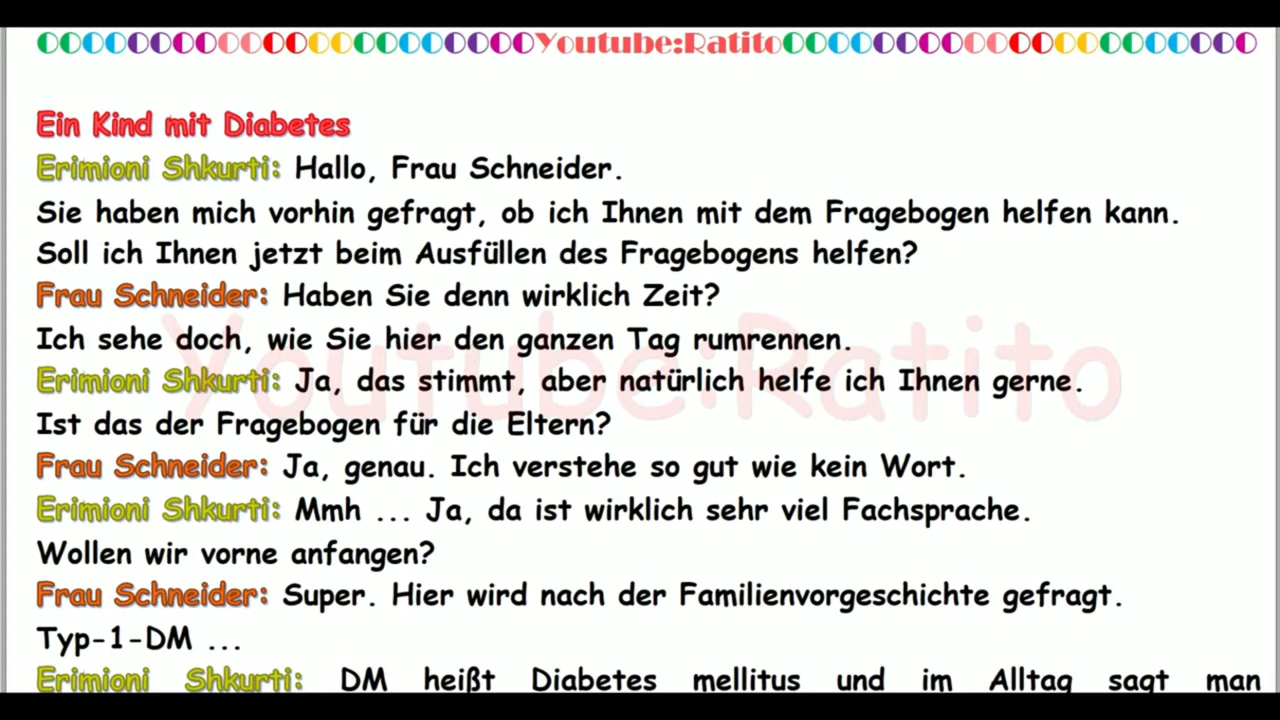 Youtube:Ratito
Ein Kind mit Diabetes
Erimioni Shkurti: Hallo, Frau Schneider.
Sie haben mich vorhin gefragt, ob ich Ihnen mit dem Fragebogen helfen kann.
Soll ich Ihnen jetzt beim Ausfüllen des Fragebogens helfen?
Frau Schneider: Haben Sie denn wirklich Zeit?
Ich sehe doch, wie Sie hier den ganzen Tag rumrennen.
Youtube:Ratito
Erimioni Shkurti: Ja, das stimmt, aber natürlich helfe ich Ihnen gerne.
Ist das der Fragebogen für die Eltern?
Frau Schneider: Ja, genau. Ich verstehe so gut wie kein Wort.
Erimioni Shkurti: Mmh ... Ja, da ist wirklich sehr viel Fachsprache.
Wollen wir vorne anfangen?
Frau Schneider: Super. Hier wird nach der Familienvorgeschichte gefragt.
Typ-1-DM ...
Erimioni Shkurti: DM heißt Diabetes mellitus und im Alltag sagt man